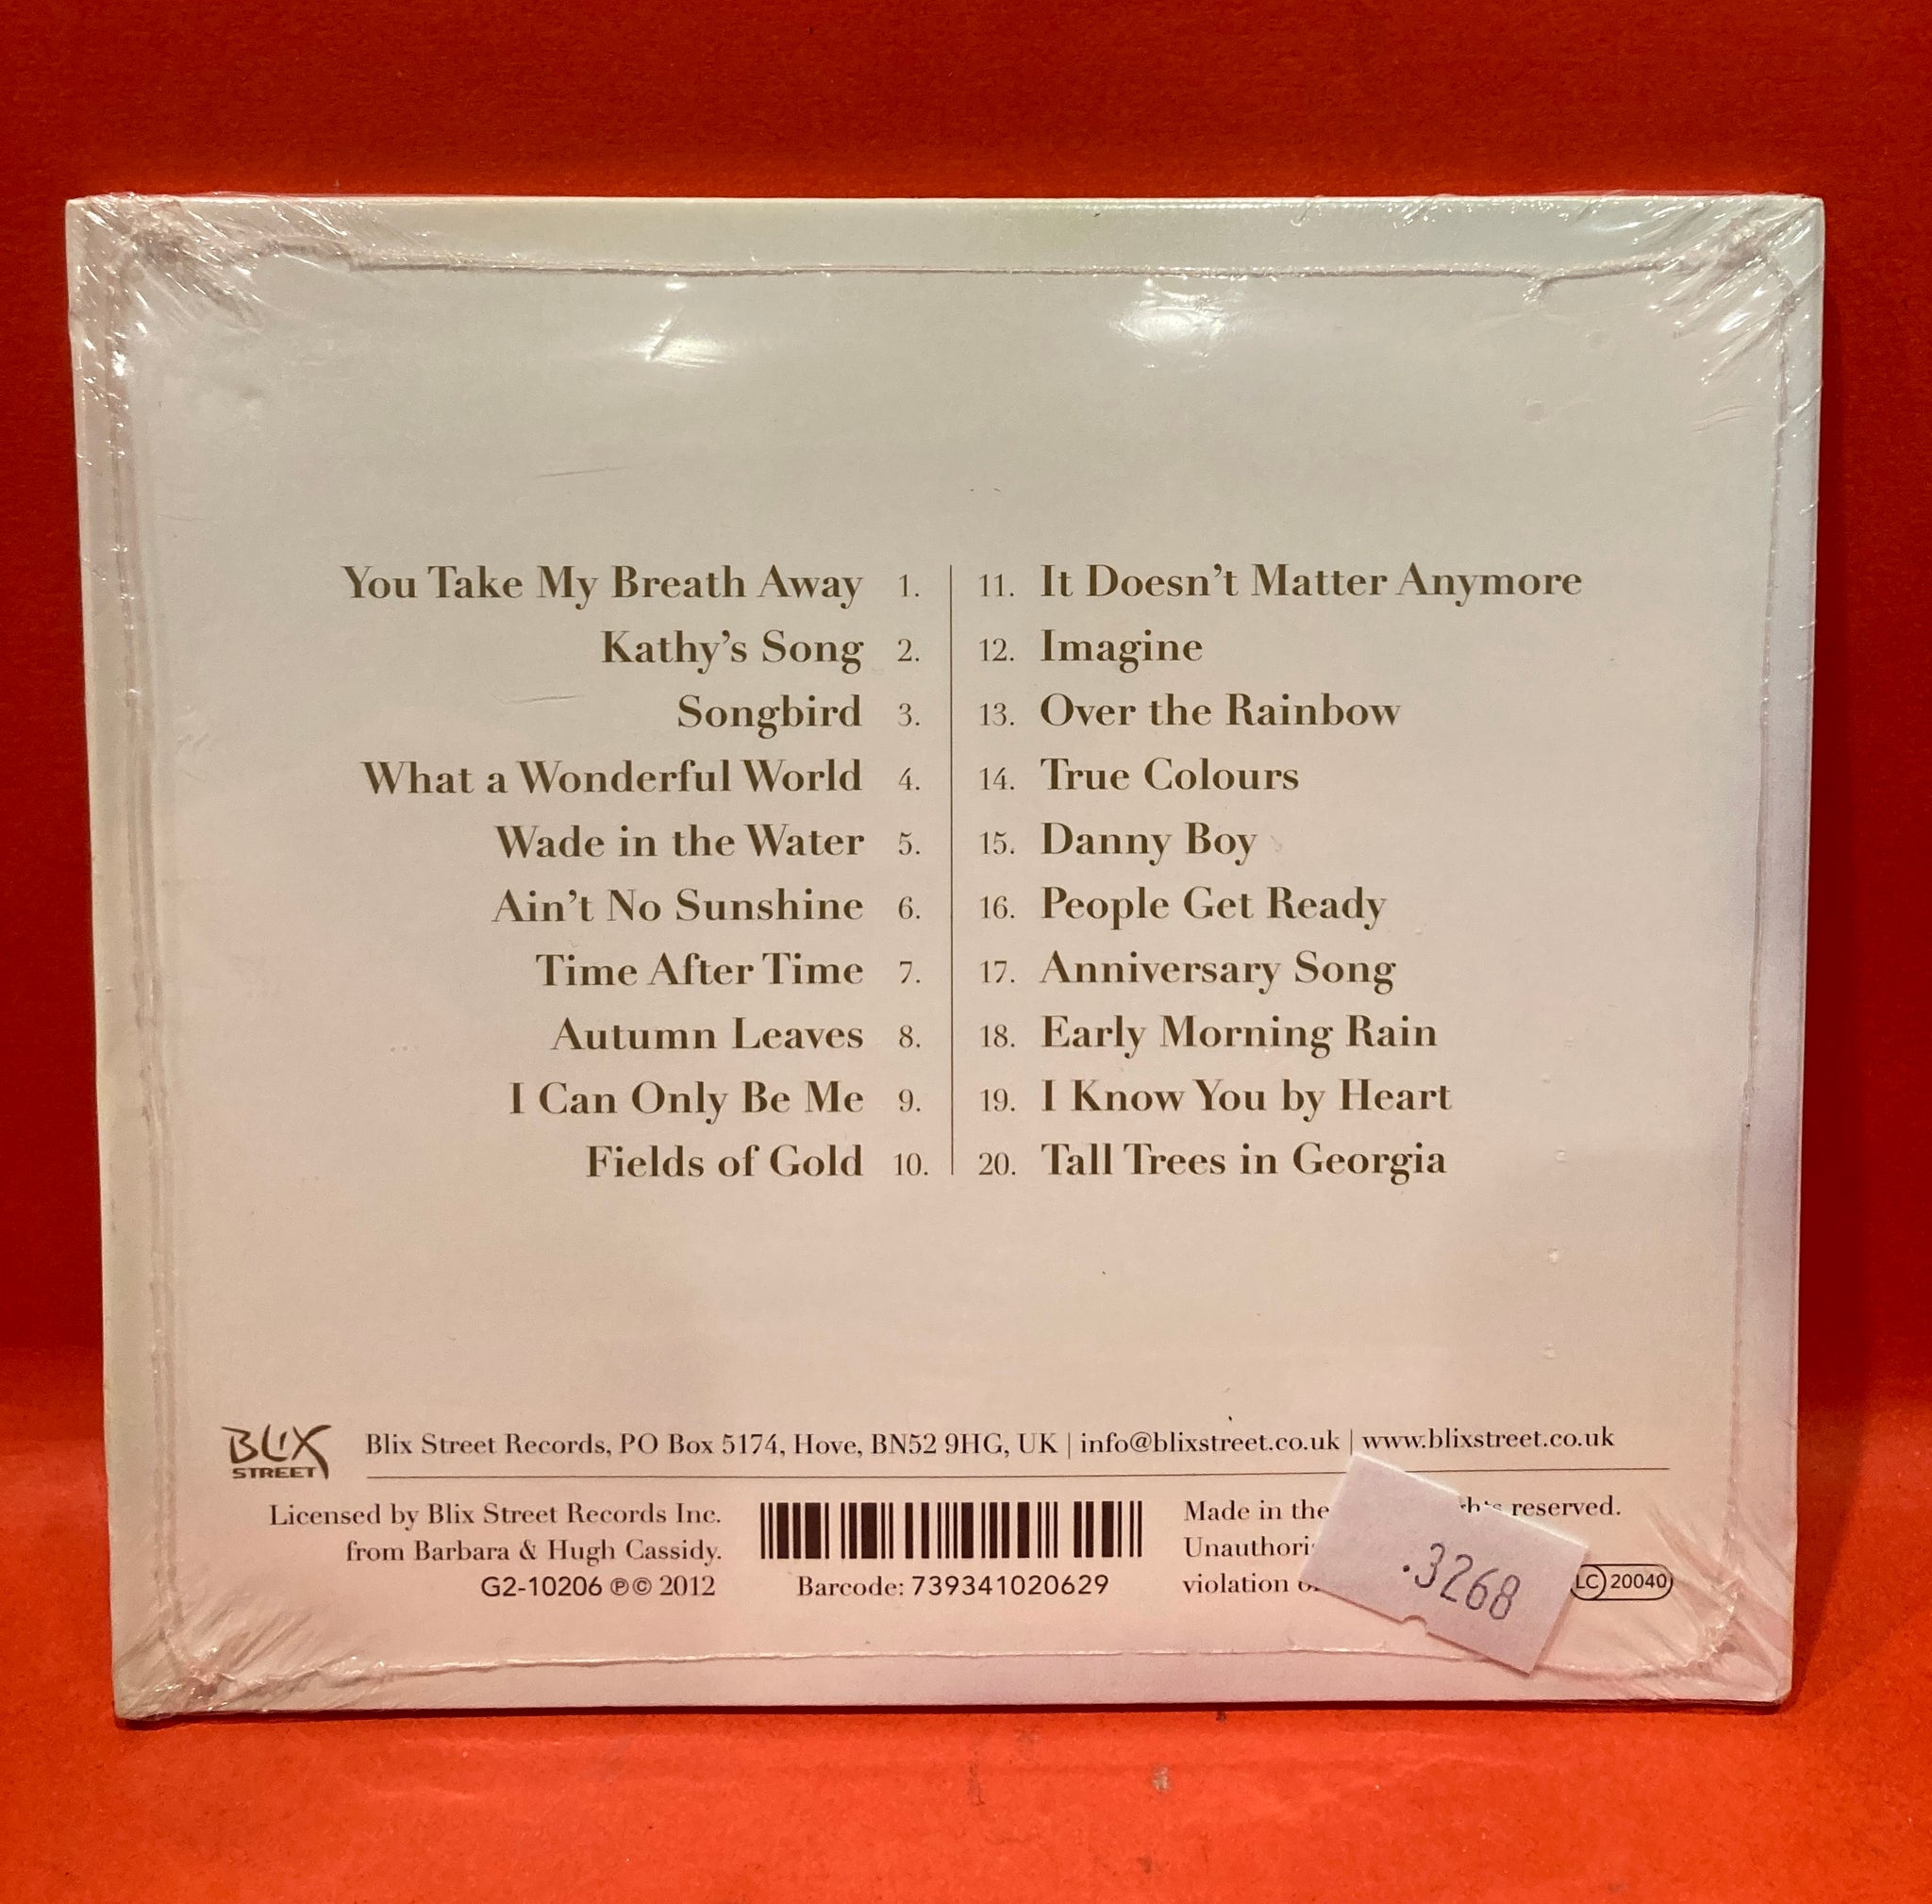 You Take My Breath Away 1.
Kathy's Song 2.
Songbird 3.
What a Wonderful World 4.
Wade in the Water 5.
Ain't No Sunshine 6.
Time After Time 7.
Autumn Leaves 8.
I Can Only Be Me 9.
Fields of Gold 10.
11. It Doesn't Matter Anymore
12. Imagine
13. Over the Rainbow
14. True Colours
15. Danny Boy
16. People Get Ready
17. Anniversary Song
18. Early Morning Rain
19. I Know You by Heart
20. Tall Trees in Georgia
BLIX
STREET
Blix Street Records, PO Box 5174, Hove, BN52 9HG, UK | info@blixstreet.co.uk | www.blixstreet.co.uk
Licensed by Blix Street Records Inc.
from Barbara & Hugh Cassidy.
G2-10206 ℗© 2012
Barcode: 739341020629
Made in the reserved.
violation
.3268
LC 20040